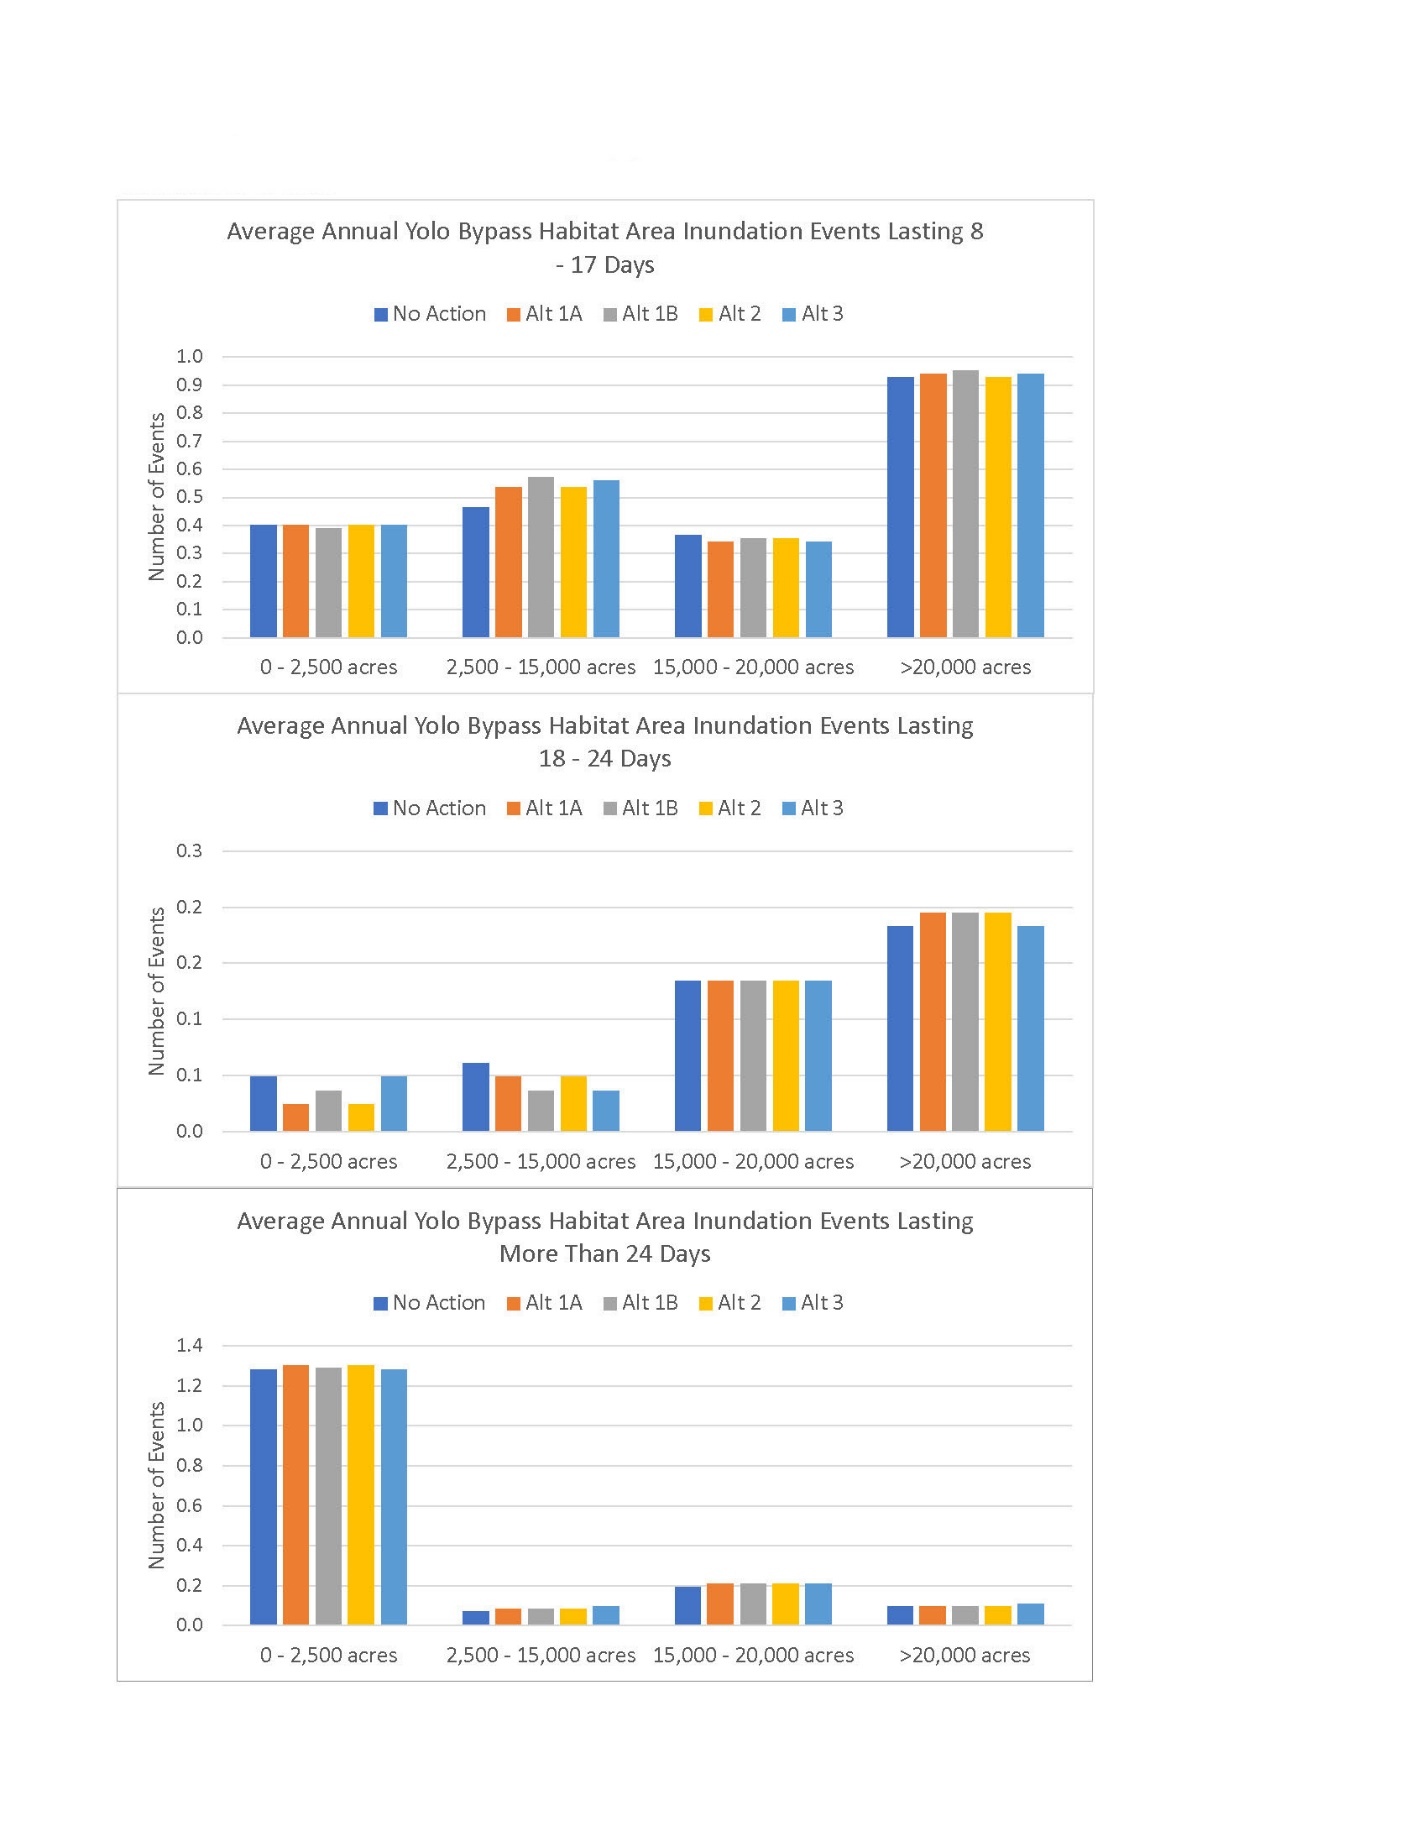 Average Annual Yolo Bypass Habitat Area Inundation Events Lasting 8
- 17 Days
No Action Alt 1A Alt 1B Alt 2 Alt 3
1.0
0.9
0.8
0.7
0.6
0.5
0.4
0.3
0.2
0.1
0.0
Number of Events
0 - 2,500 acres 2,500 - 15,000 acres 15,000 - 20,000 acres >20,000 acres
Average Annual Yolo Bypass Habitat Area Inundation Events Lasting
18 - 24 Days
No Action Alt 1A Alt 1B Alt 2 Alt 3
0.3
0.2
0.2
0.1
0.1
0.0
Number of Events
0 - 2,500 acres 2,500 - 15,000 acres 15,000 - 20,000 acres >20,000 acres
Average Annual Yolo Bypass Habitat Area Inundation Events Lasting
More Than 24 Days
No Action Alt 1A Alt 1B Alt 2 Alt 3
1.4
1.2
1.0
0.8
0.6
0.4
0.2
0.0
Number of Events
0 - 2,500 acres 2,500 - 15,000 acres 15,000 - 20,000 acres >20,000 acres